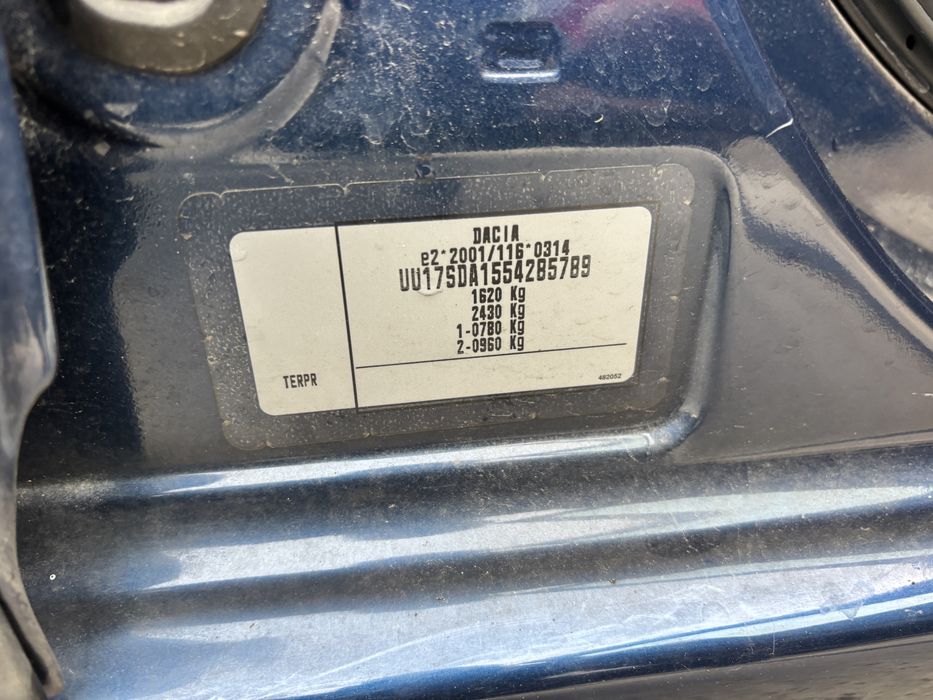 DACIA
e2*2001/116*0314
UU17SDA1554285789
1620 Kg
2430 Kg
1-0780 Kg
2-0960 Kg
TERPR
482052